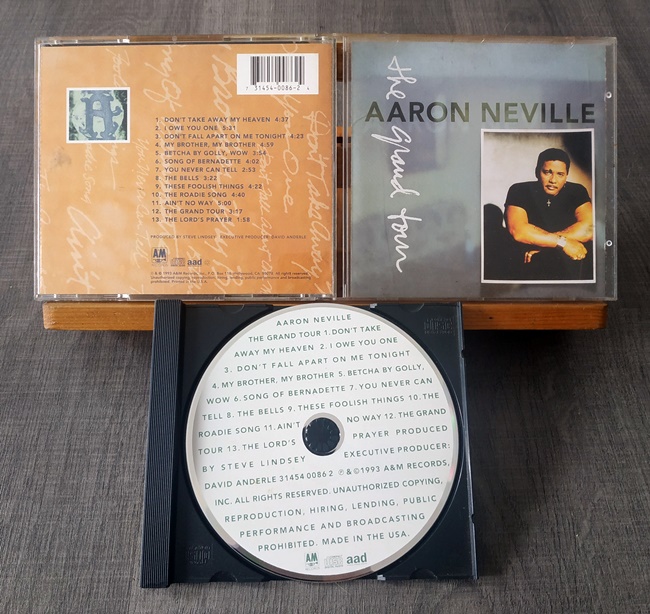 7 31454-0086-2 4
1. DON'T TAKE AWAY MY HEAVEN 4:37
2. I OWE YOU ONE 5:31
3. DON'T FALL APART ON ME TONIGHT 4:23
4. MY BROTHER, MY BROTHER 4:59
5. BETCHA BY GOLLY, WOW 3:54
6. SONG OF BERNADETTE 4:02
7. YOU NEVER CAN TELL 2:53
8. THE BELLS 3:22
9. THESE FOOLISH THINGS 4:22
10. THE ROADIE SONG 4:40
11. AIN'T NO WAY 5:00
12. THE GRAND TOUR 3:17
13. THE LORD'S PRAYER 1:58
PRODUCED BY STEVE LINDSEY. EXECUTIVE PRODUCER: DAVID ANDERLE
AM aad
the grand tour
AARON NEVILLE
AARON NEVILLE
THE GRAND TOUR 1. DON'T TAKE
AWAY MY HEAVEN 2. I OWE YOU ONE
3. DON'T FALL APART ON ME TONIGHT
4. MY BROTHER, MY BROTHER 5. BETCHA BY GOLLY,
WOW 6. SONG OF BERNADETTE 7. YOU NEVER CAN
TELL 8. THE BELLS 9. THESE FOOLISH THINGS 10. THE
ROADIE SONG 11. AIN'T NO WAY 12. THE GRAND
TOUR 13. THE LORD'S PRAYER PRODUCED
BY STEVE LINDSEY EXECUTIVE PRODUCER:
DAVID ANDERLE 31454 0086 2 ℗ & © 1993 A&M RECORDS,
INC. ALL RIGHTS RESERVED. UNAUTHORIZED COPYING,
REPRODUCTION, HIRING, LENDING, PUBLIC
PERFORMANCE AND BROADCASTING
PROHIBITED. MADE IN THE USA.
AM aad